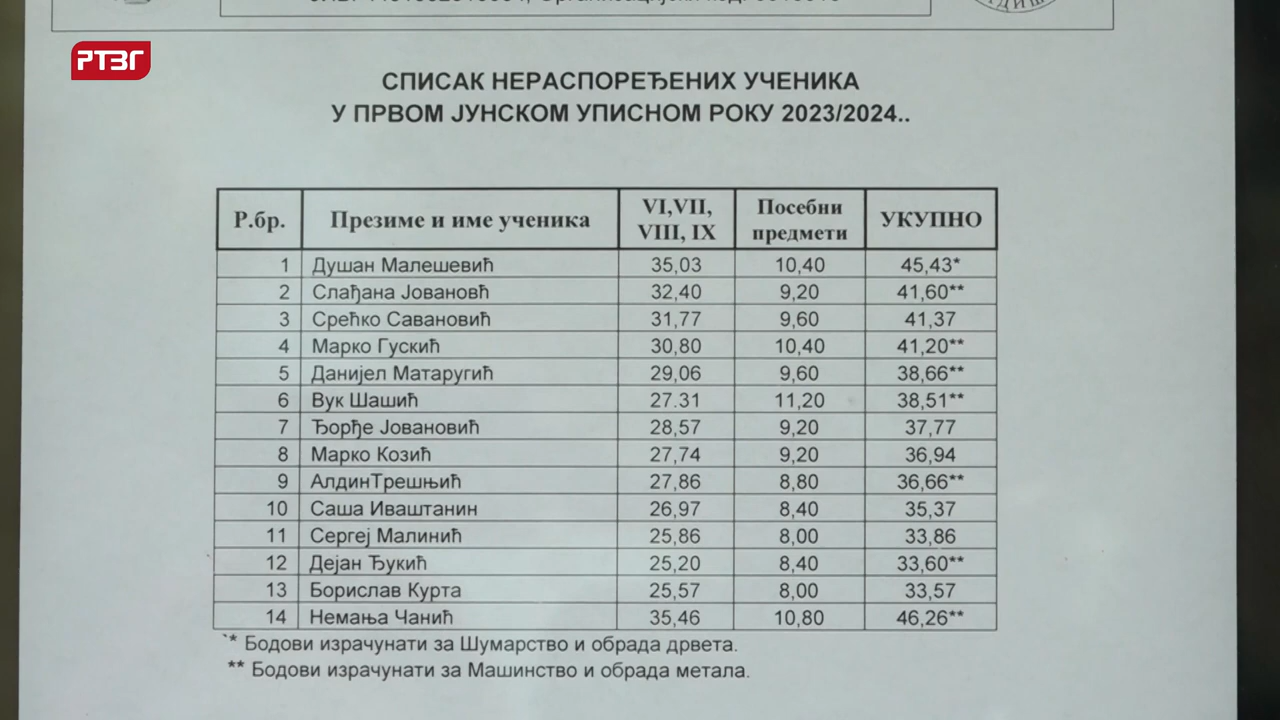 РТВГ
СПИСАК НЕРАСПОРЕЂЕНИХ УЧЕНИКА
У ПРВОМ ЈУНСКОМ УПИСНОМ РОКУ 2023/2024..
Р.бр. Презиме и име ученика VI,VII, VIII, IX Посебни предмети УКУПНО
1 Душан Малешевић 35,03 10,40 45,43*
2 Слађана Јовановћ 32,40 9,20 41,60**
3 Срећко Савановић 31,77 9,60 41,37
4 Марко Гускић 30,80 10,40 41,20**
5 Данијел Матаругић 29,06 9,60 38,66**
6 Вук Шашић 27.31 11,20 38,51**
7 Ђорђе Јовановић 28,57 9,20 37,77
8 Марко Козић 27,74 9,20 36,94
9 АлдинТрешњић 27,86 8,80 36,66**
10 Саша Иваштанин 26,97 8,40 35,37
11 Сергеј Малинић 25,86 8,00 33,86
12 Дејан Ђукић 25,20 8,40 33,60**
13 Борислав Курта 25,57 8,00 33,57
14 Немања Чанић 35,46 10,80 46,26**
`* Бодови израчунати за Шумарство и обрада дрвета.
** Бодови израчунати за Машинство и обрада метала.